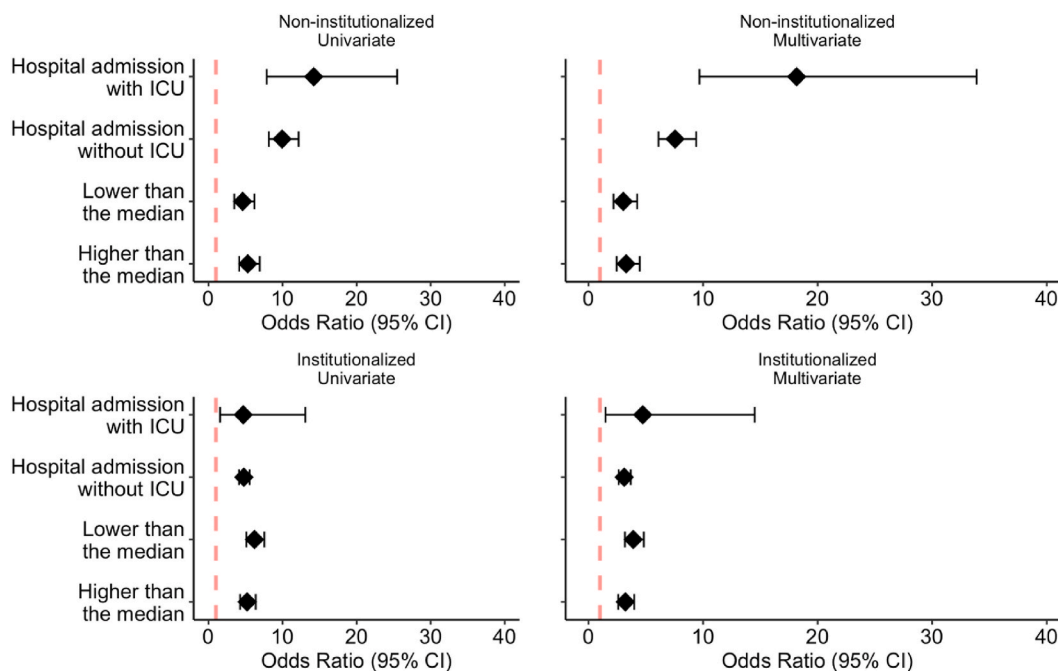 Non-institutionalized
Univariate
Non-institutionalized
Multivariate
Hospital admission
with ICU
Hospital admission
without ICU
Lower than
the median
Higher than
the median
0 10 20 30 40
0 10 20 30 40
Odds Ratio (95% CI)
Odds Ratio (95% CI)
Institutionalized
Univariate
Institutionalized
Multivariate
Hospital admission
with ICU
Hospital admission
without ICU
Lower than
the median
Higher than
the median
0 10 20 30 40
0 10 20 30 40
Odds Ratio (95% CI)
Odds Ratio (95% CI)